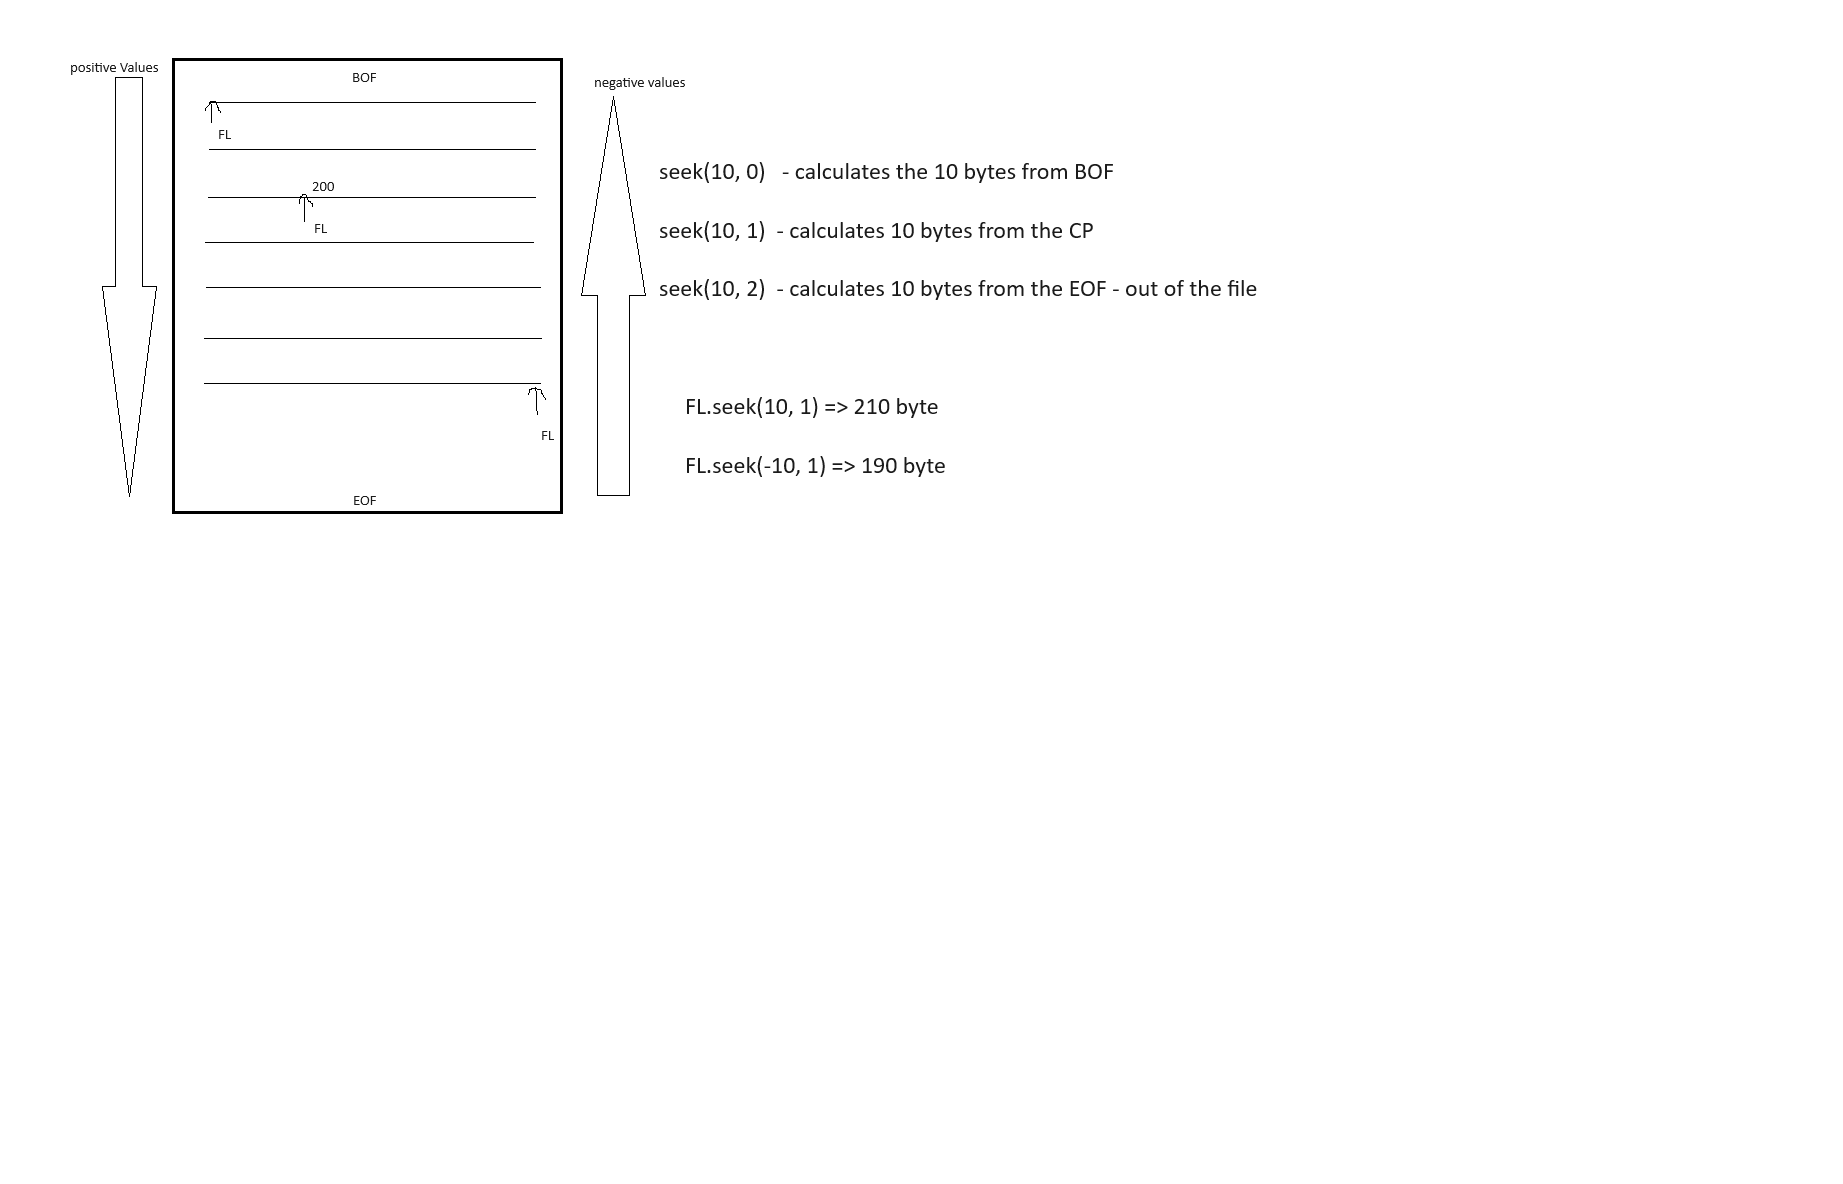 positive Values
BOF
negative values
FL
seek(10, 0)   - calculates the 10 bytes from BOF
200
FL
seek(10, 1)  - calculates 10 bytes from the CP
seek(10, 2)  - calculates 10 bytes from the EOF - out of the file
FL.seek(10, 1) => 210 byte
FL
FL.seek(-10, 1) => 190 byte
EOF